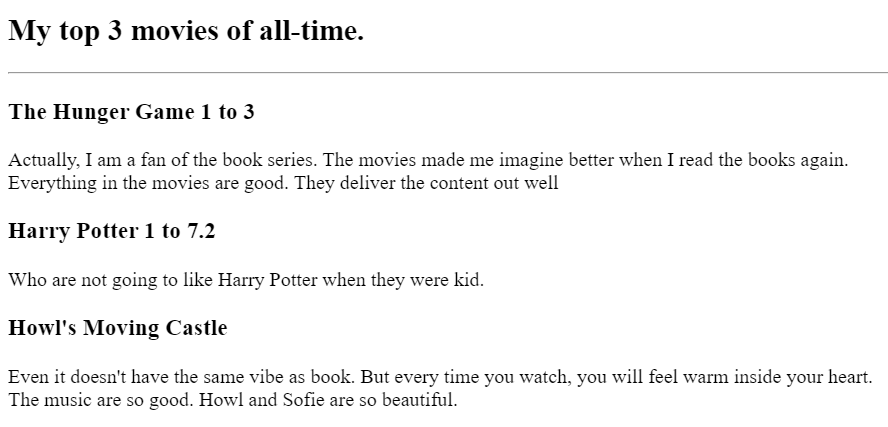 My top 3 movies of all-time.
The Hunger Game 1 to 3
Actually, I am a fan of the book series. The movies made me imagine better when I read the books again.
Everything in the movies are good. They deliver the content out well
Harry Potter 1 to 7.2
Who are not going to like Harry Potter when they were kid.
Howl's Moving Castle
Even it doesn't have the same vibe as book. But every time you watch, you will feel warm inside your heart.
The music are so good. Howl and Sofie are so beautiful.